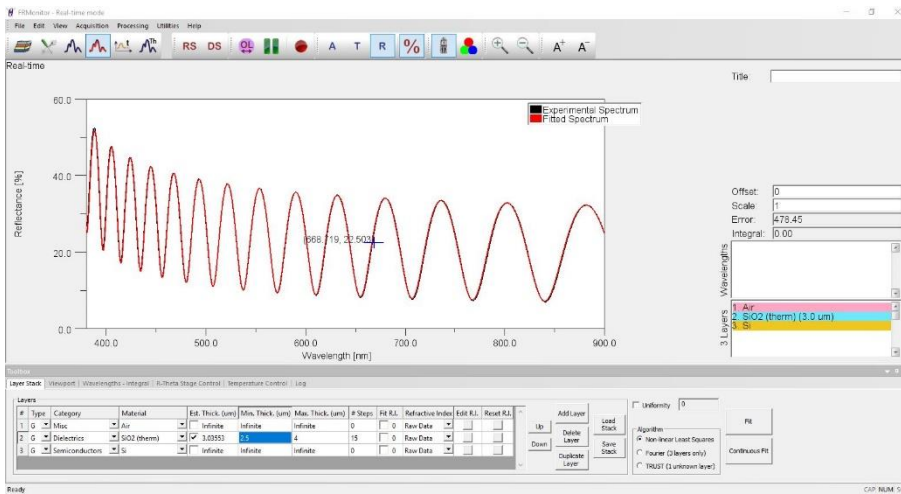 FRMonitor - Real-time mode
File Edit View Acquisition Processing Utilities Help
Th
RS DS OL A T R % A+ A-
Real-time
Title:
60.0
Experimental Spectrum
Fitted Spectrum
40.0
20.0
0.0
Reflectance [%]
(668.719, 22.503)
400.0 500.0 600.0 700.0 800.0 900.0
Wavelength [nm]
Offset: 0
Scale: 1
Error: 478.45
Integral: 0.00
Wavelengths
3 Layers
1. Air
2. SiO2 (therm) (3.0 um)
3. Si
Toolbox
Layer Stack Viewport Wavelengths - Integral R-Theta Stage Control Temperature Control Log
Layers
# Type Category Material Est. Thick. (um) Min. Thick. (um) Max. Thick. (um) # Steps Fit R.I. Refractive Index Edit R.I. Reset R.I.
1 G Misc Air Infinite Infinite Infinite 0 0 Raw Data
2 G Dielectrics SiO2 (therm) 3.03553 2.5 4 15 0 Raw Data
3 G Semiconductors Si Infinite Infinite Infinite 0 0 Raw Data
Up
Down
Add Layer
Delete Layer
Duplicate Layer
Load Stack
Save Stack
Uniformity 0
Algorithm
Non-linear Least Squares
Fourier (3 layers only)
TRUST (1 unknown layer)
Fit
Continuous Fit
Ready
CAP NUM